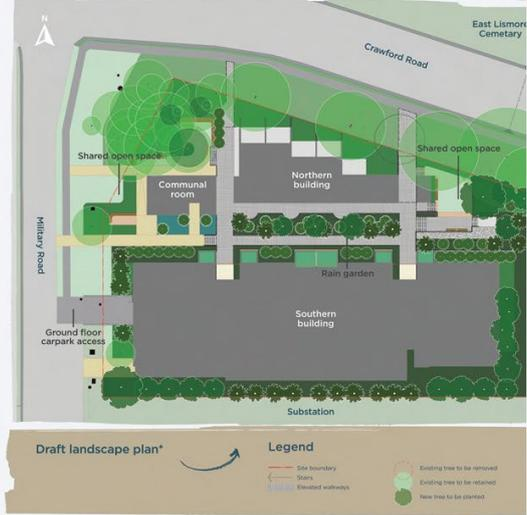 N
East Lismore
Cemetary
Crawford Road
Shared open space
Shared open space
Northern
building
Communal
room
Military Road
Rain garden
Southern
building
Ground floor
carpark access
Substation
Draft landscape plan*
Legend
Site boundary
Stairs
Elevated walkways
Existing tree to be removed
Existing tree to be retained
New tree to be planted